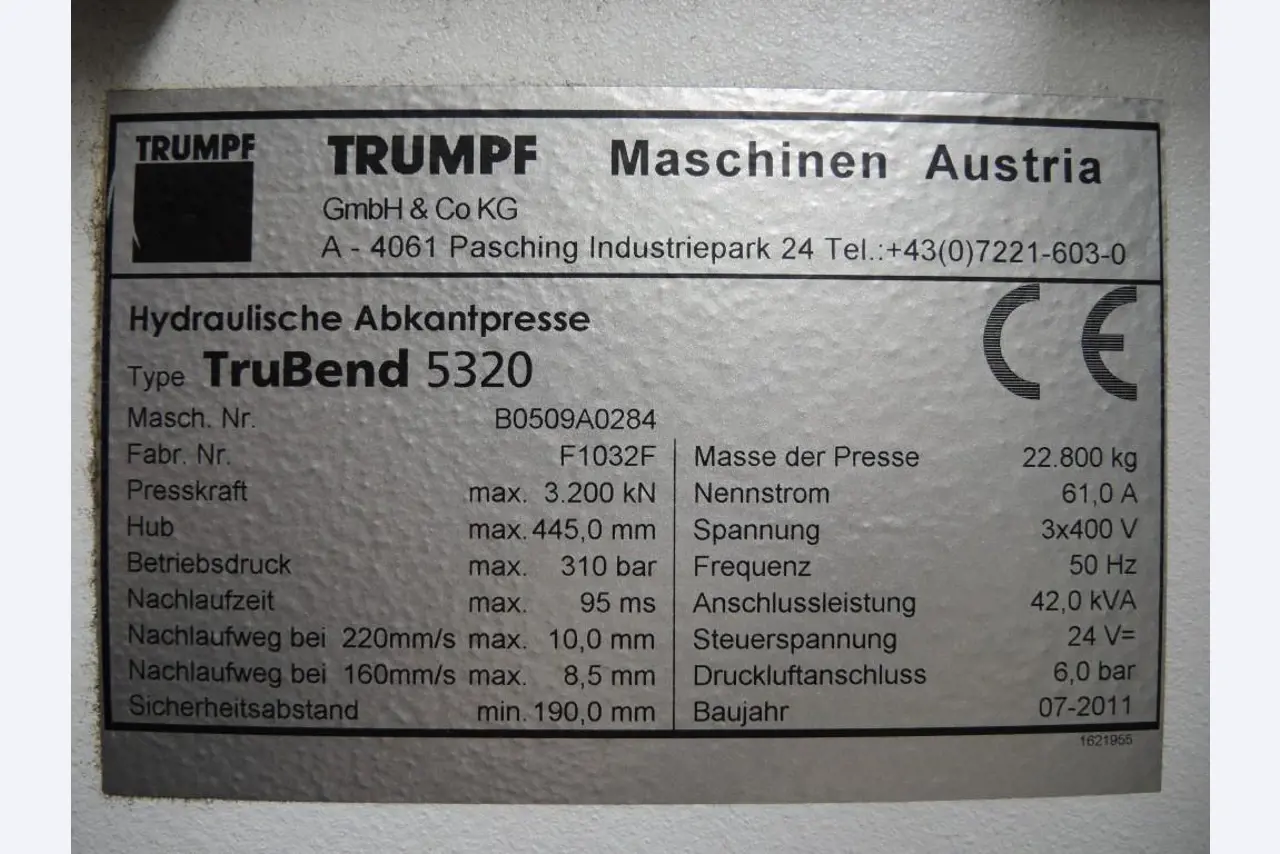 TRUMPF
TRUMPF Maschinen Austria
GmbH & Co KG
A - 4061 Pasching Industriepark 24 Tel.:+43(0)7221-603-0
CE
Hydraulische Abkantpresse
Type TruBend 5320
Masch. Nr. B0509A0284
Fabr. Nr. F1032F
Presskraft max. 3.200 kN
Hub max. 445,0 mm
Betriebsdruck max. 310 bar
Nachlaufzeit max. 95 ms
Nachlaufweg bei 220mm/s max. 10,0 mm
Nachlaufweg bei 160mm/s max. 8,5 mm
Sicherheitsabstand min. 190,0 mm
Masse der Presse 22.800 kg
Nennstrom 61,0 A
Spannung 3x400 V
Frequenz 50 Hz
Anschlussleistung 42,0 kVA
Steuerspannung 24 V=
Druckluftanschluss 6,0 bar
Baujahr 07-2011
1621955